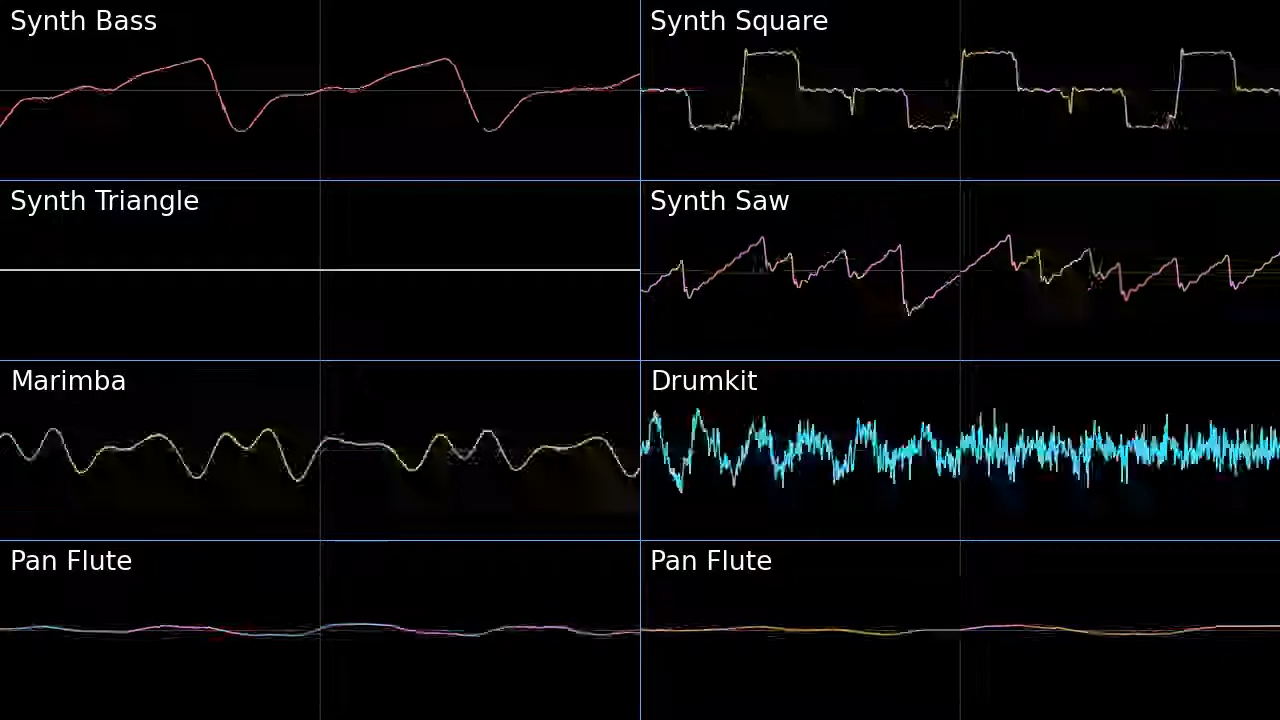 Synth Bass
Synth Square
Synth Triangle
Synth Saw
Marimba
Drumkit
Pan Flute
Pan Flute